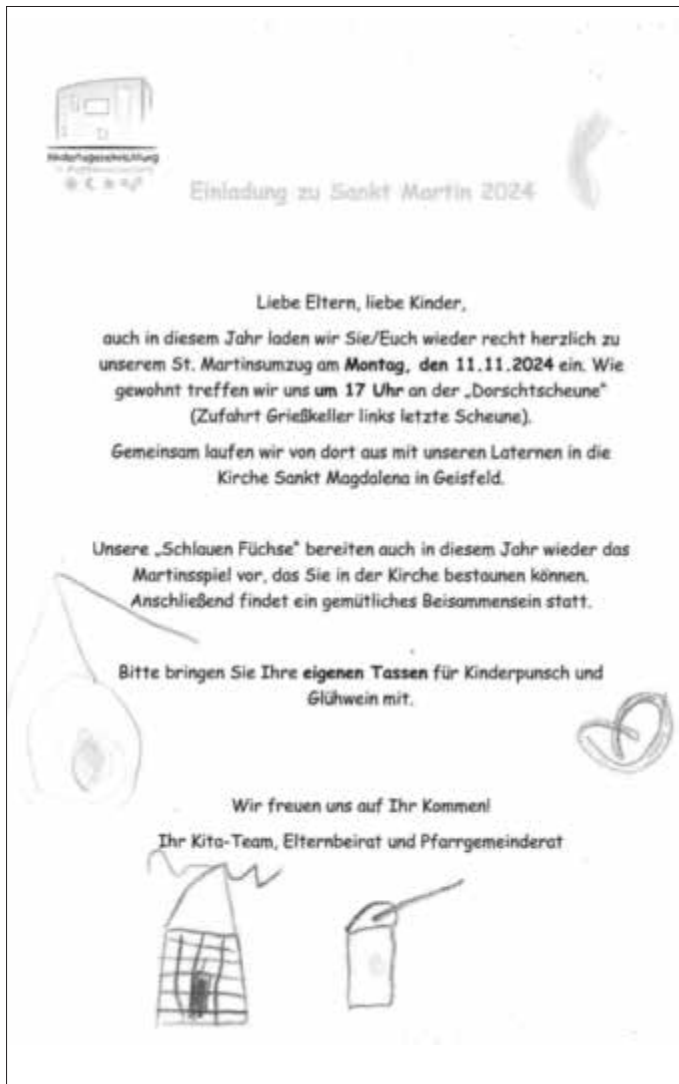 Kindertageseinrichtung
Einladung zu Sankt Martin 2024
Liebe Eltern, liebe Kinder,
auch in diesem Jahr laden wir Sie/Euch wieder recht herzlich zu
unserem St. Martinsumzug am Montag, den 11.11.2024 ein. Wie
gewohnt treffen wir uns um 17 Uhr an der „Dorschtscheune"
(Zufahrt Grießkeller links letzte Scheune).
Gemeinsam laufen wir von dort aus mit unseren Laternen in die
Kirche Sankt Magdalena in Geisfeld.
Unsere „Schlauen Füchse" bereiten auch in diesem Jahr wieder das
Martinsspiel vor, das Sie in der Kirche bestaunen können.
Anschließend findet ein gemütliches Beisammensein statt.
Bitte bringen Sie Ihre eigenen Tassen für Kinderpunsch und
Glühwein mit.
Wir freuen uns auf Ihr Kommen!
Ihr Kita-Team, Elternbeirat und Pfarrgemeinderat